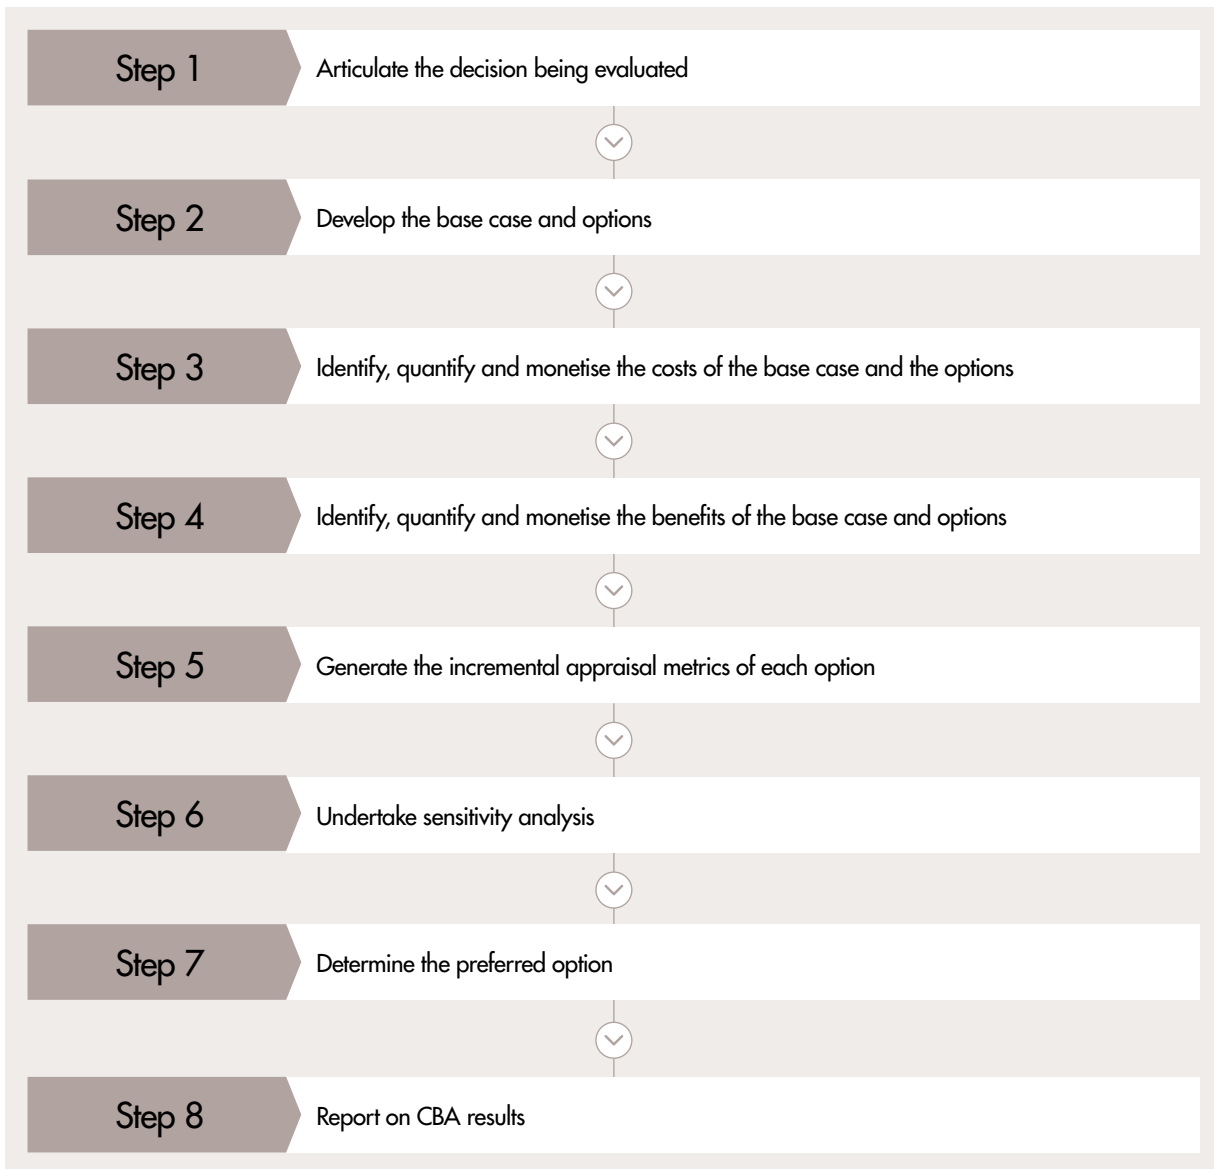 Step 1
Articulate the decision being evaluated
Step 2
Develop the base case and options
Step 3
Identify, quantify and monetise the costs of the base case and the options
Step 4
Identify, quantify and monetise the benefits of the base case and options
Step 5
Generate the incremental appraisal metrics of each option
Step 6
Undertake sensitivity analysis
Step 7
Determine the preferred option
Step 8
Report on CBA results